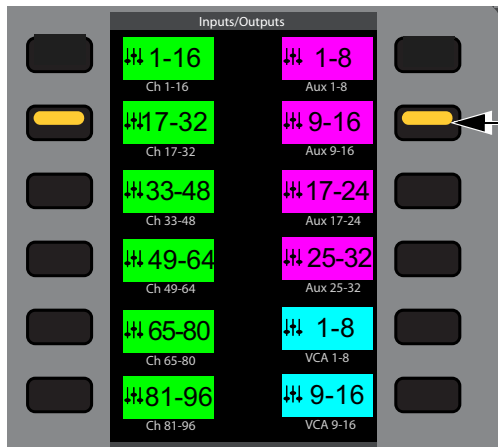 Inputs/Outputs
1-16
1-8
Ch 1-16
Aux 1-8
17-32
9-16
Ch 17-32
Aux 9-16
33-48
17-24
Ch 33-48
Aux 17-24
49-64
25-32
Ch 49-64
Aux 25-32
65-80
1-8
Ch 65-80
VCA 1-8
81-96
9-16
Ch 81-96
VCA 9-16